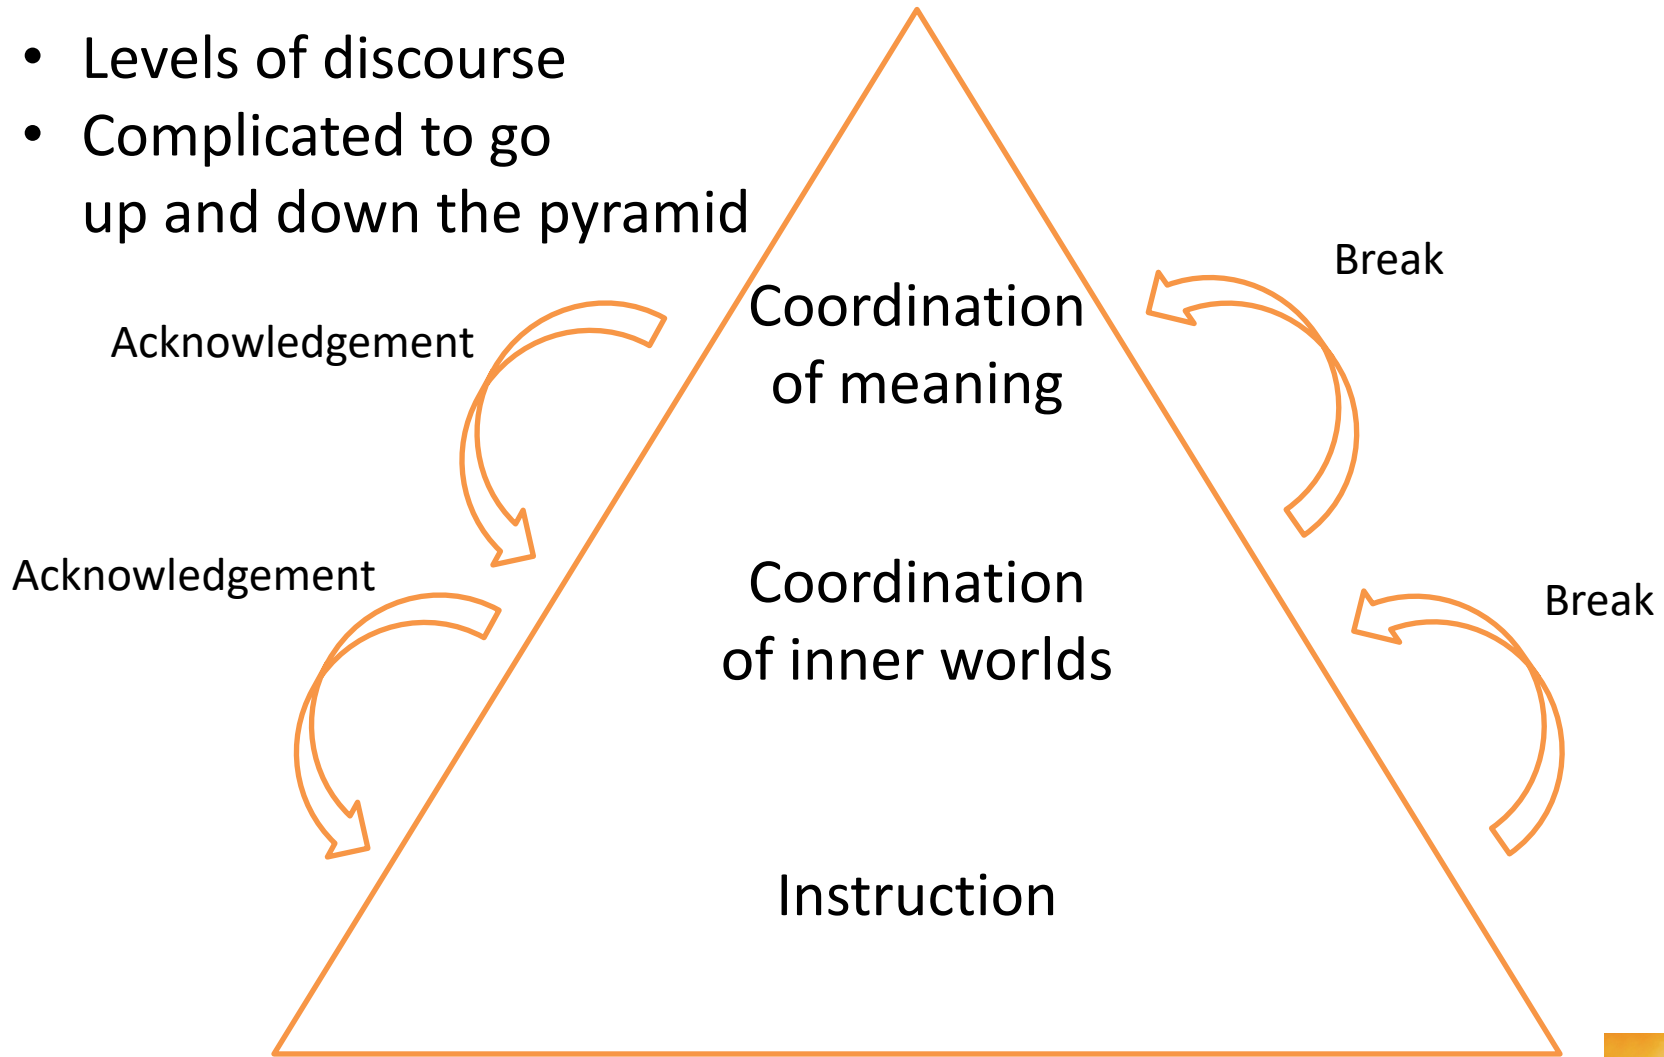 • Levels of discourse
• Complicated to go
up and down the pyramid
Break
Acknowledgement
Coordination
of meaning
Acknowledgement
Break
Coordination
of inner worlds
Instruction